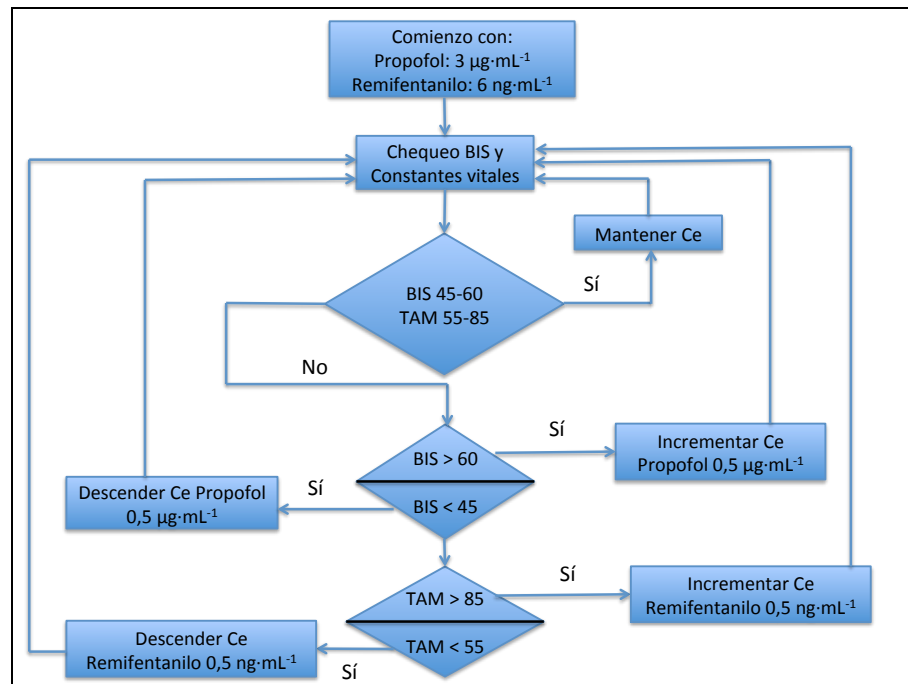 Comienzo con:
Propofol: 3 µg·mL⁻¹
Remifentanilo: 6 ng·mL⁻¹
Chequeo BIS y
Constantes vitales
Mantener Ce
Sí
BIS 45-60
TAM 55-85
No
Sí
BIS > 60
Incrementar Ce
Propofol 0,5 µg·mL⁻¹
Descender Ce Propofol
0,5 µg·mL⁻¹
Sí
BIS < 45
Sí
TAM > 85
Incrementar Ce
Remifentanilo 0,5 ng·mL⁻¹
Descender Ce
Remifentanilo 0,5 ng·mL⁻¹
Sí
TAM < 55